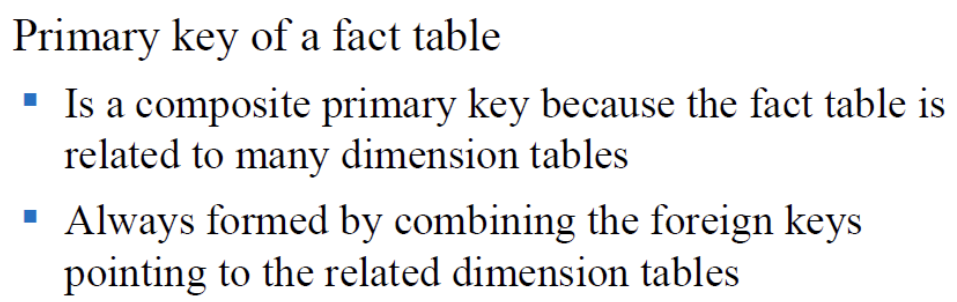 Primary key of a fact table
▪ Is a composite primary key because the fact table is
related to many dimension tables
▪ Always formed by combining the foreign keys
pointing to the related dimension tables